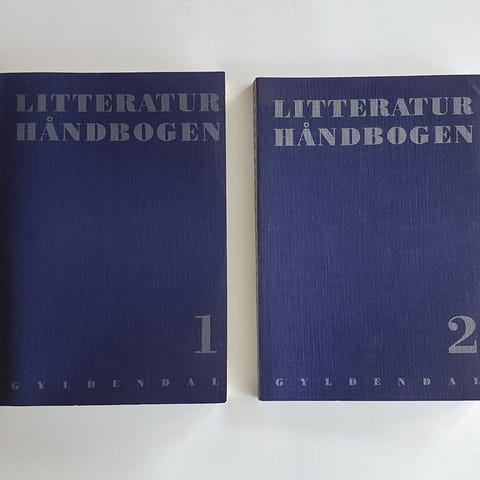 LITTERATUR
HÅNDBOGEN
1
GYLDENDAL
LITTERATUR
HÅNDBOGEN
2
GYLDENDAL